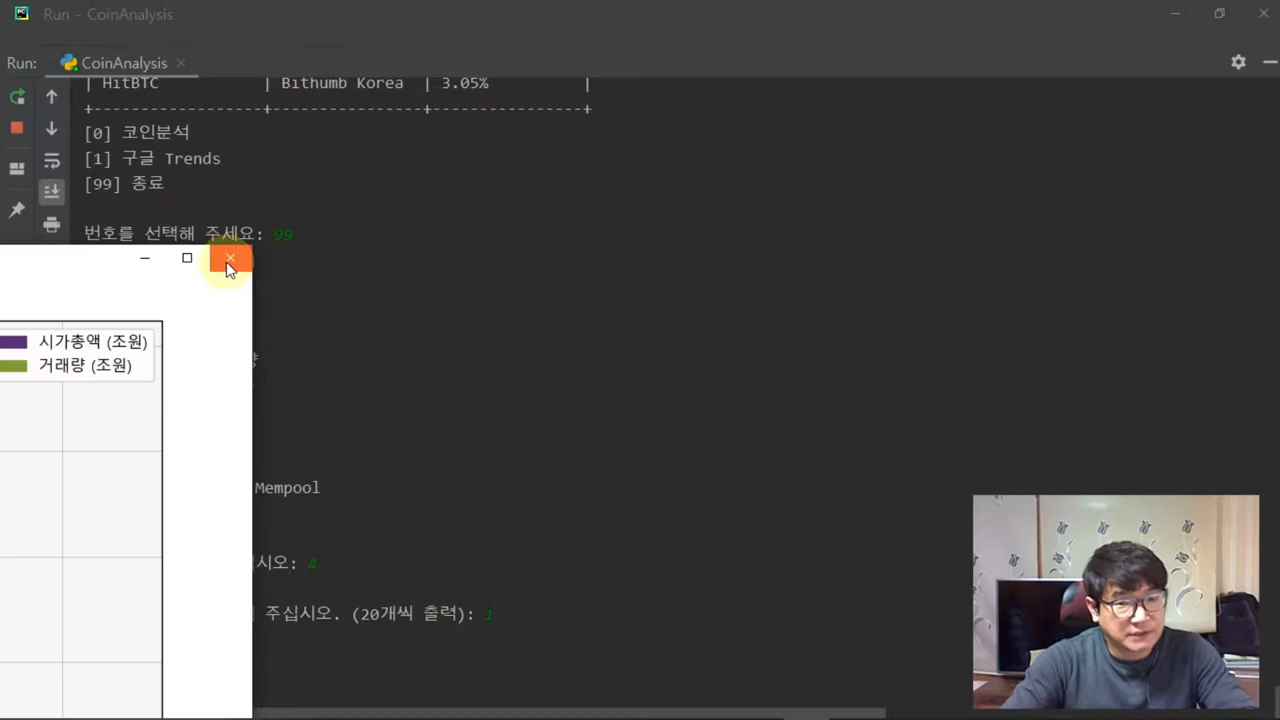 Run - CoinAnalysis
Run: CoinAnalysis
| HitBTC | Bithumb Korea | 3.05% |
+------------------+----------------+----------------+
[0] 코인분석
[1] 구글 Trends
[99] 종료
번호를 선택해 주세요: 99
시가총액 (조원)
거래량 (조원)
Mempool
시오: 4
주십시오. (20개씩 출력): 1